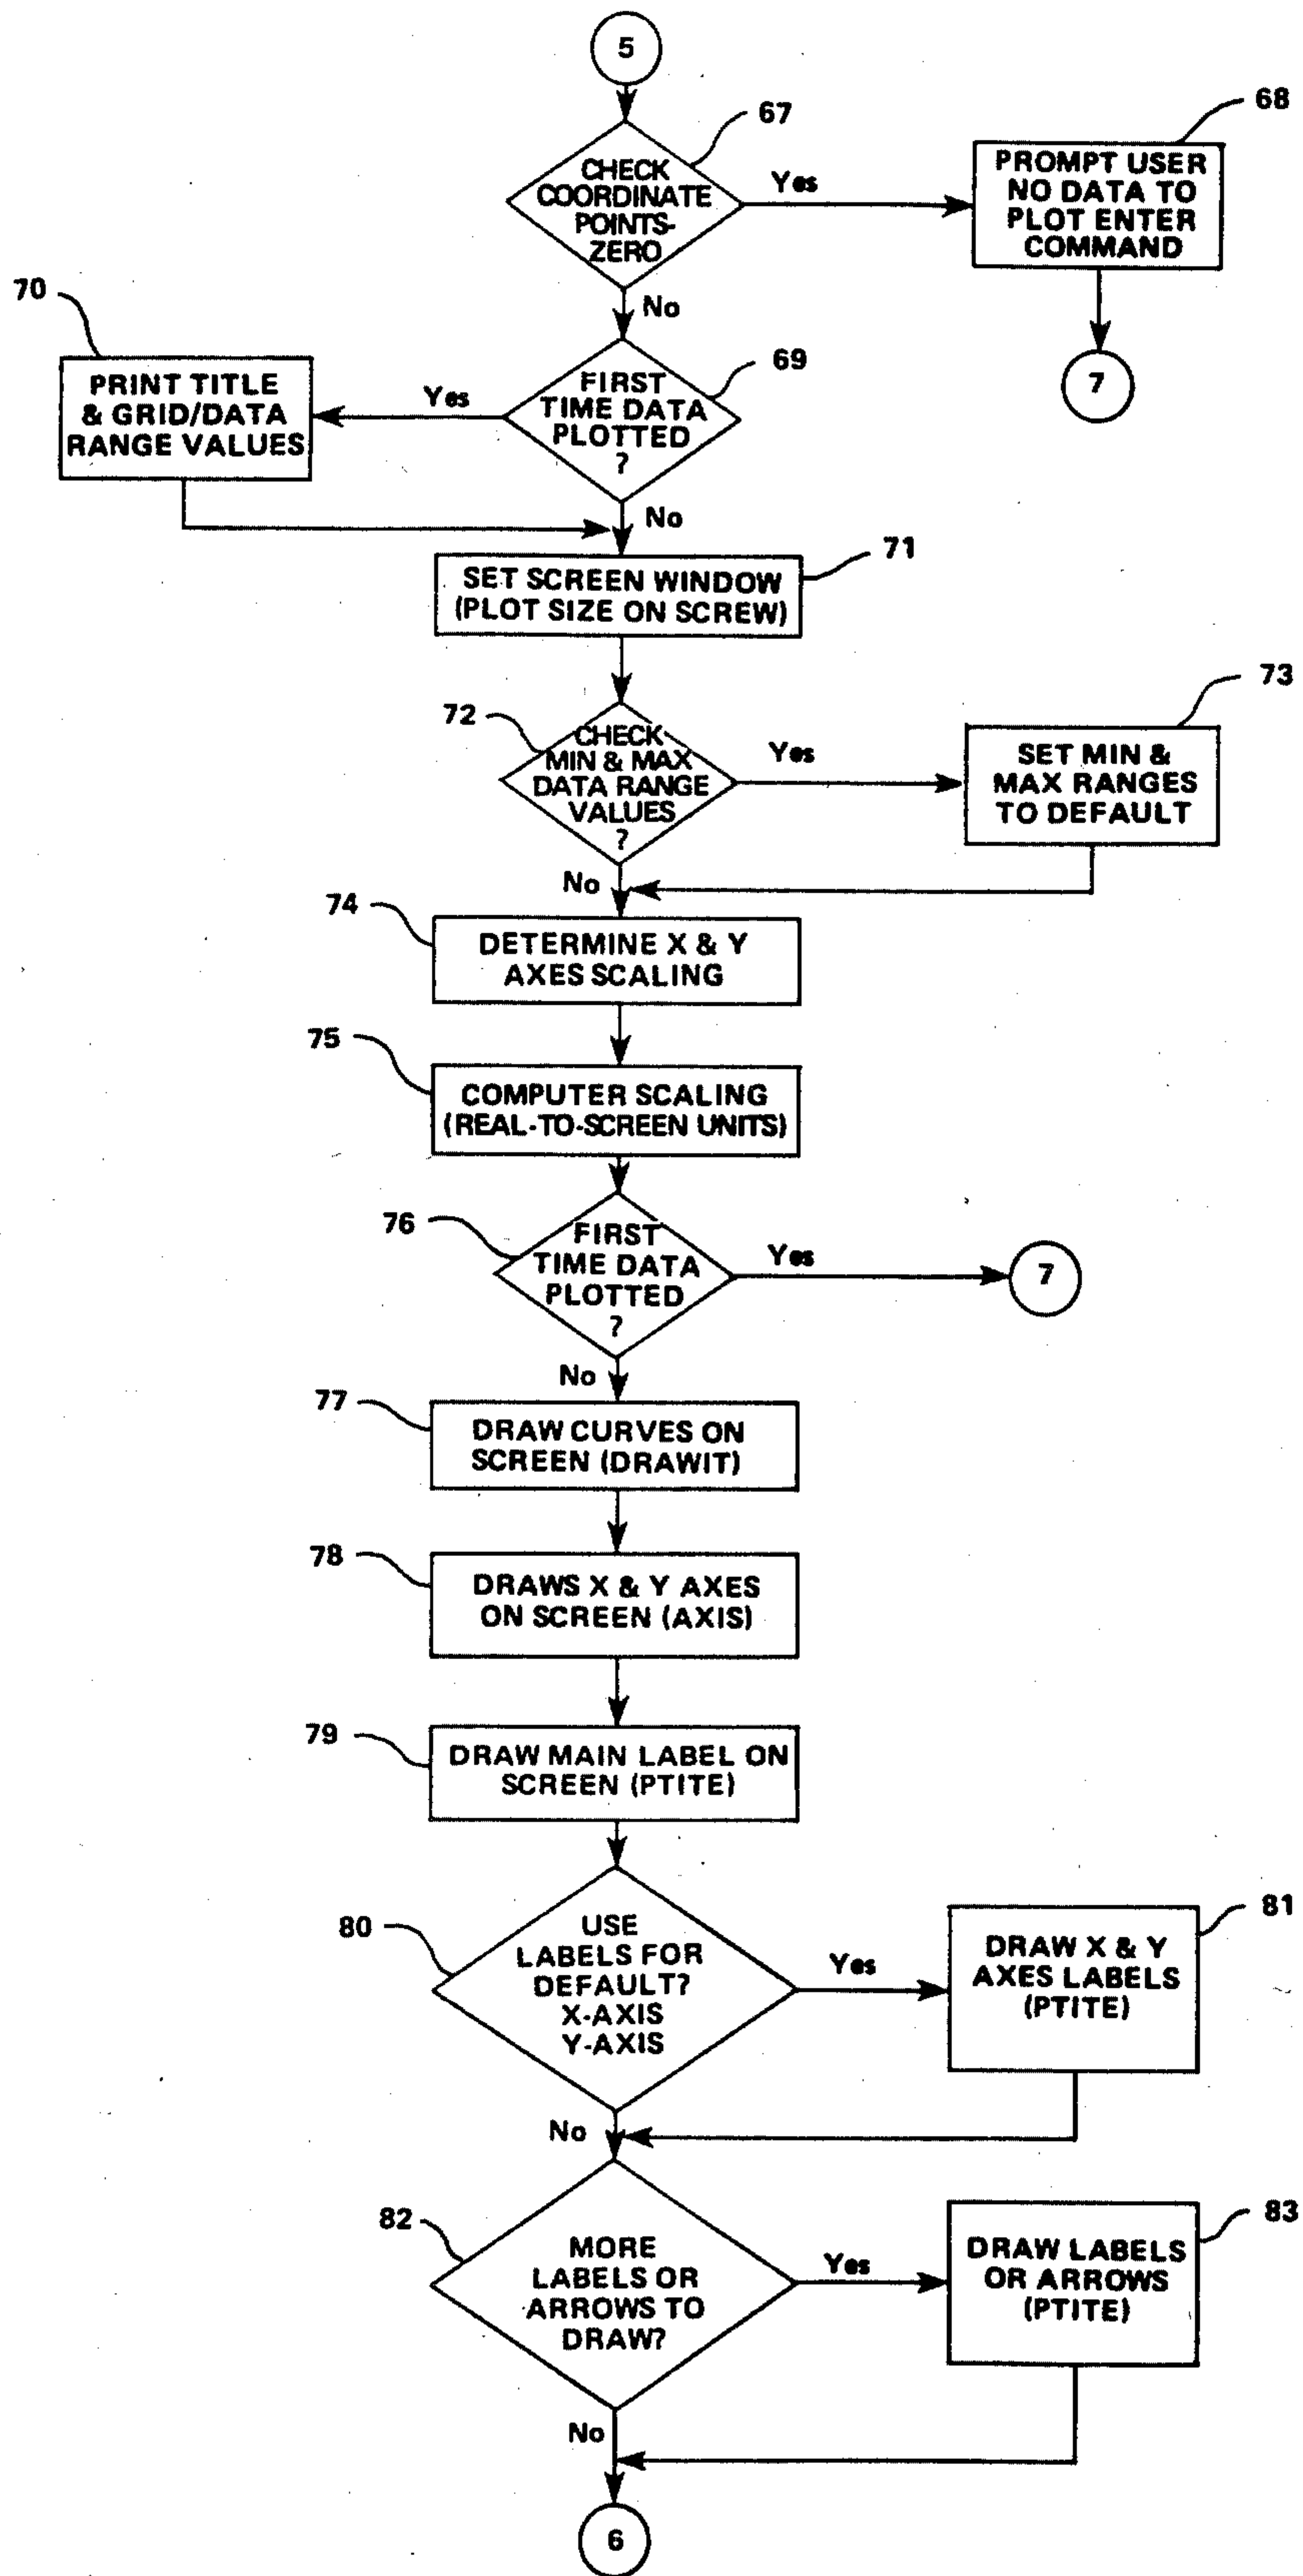 5
67
CHECK
COORDINATE
POINTS-
ZERO
Yes
68
PROMPT USER
NO DATA TO
PLOT ENTER
COMMAND
7
No
69
FIRST
TIME DATA
PLOTTED
?
Yes
70
PRINT TITLE
& GRID/DATA
RANGE VALUES
No
71
SET SCREEN WINDOW
(PLOT SIZE ON SCREW)
72
CHECK
MIN & MAX
DATA RANGE
VALUES
?
Yes
73
SET MIN &
MAX RANGES
TO DEFAULT
No
74
DETERMINE X & Y
AXES SCALING
75
COMPUTER SCALING
(REAL-TO-SCREEN UNITS)
76
FIRST
TIME DATA
PLOTTED
?
Yes
7
No
77
DRAW CURVES ON
SCREEN (DRAWIT)
78
DRAWS X & Y AXES
ON SCREEN (AXIS)
79
DRAW MAIN LABEL ON
SCREEN (PTITE)
80
USE
LABELS FOR
DEFAULT?
X-AXIS
Y-AXIS
Yes
81
DRAW X & Y
AXES LABELS
(PTITE)
No
82
MORE
LABELS OR
ARROWS TO
DRAW?
Yes
83
DRAW LABELS
OR ARROWS
(PTITE)
No
6